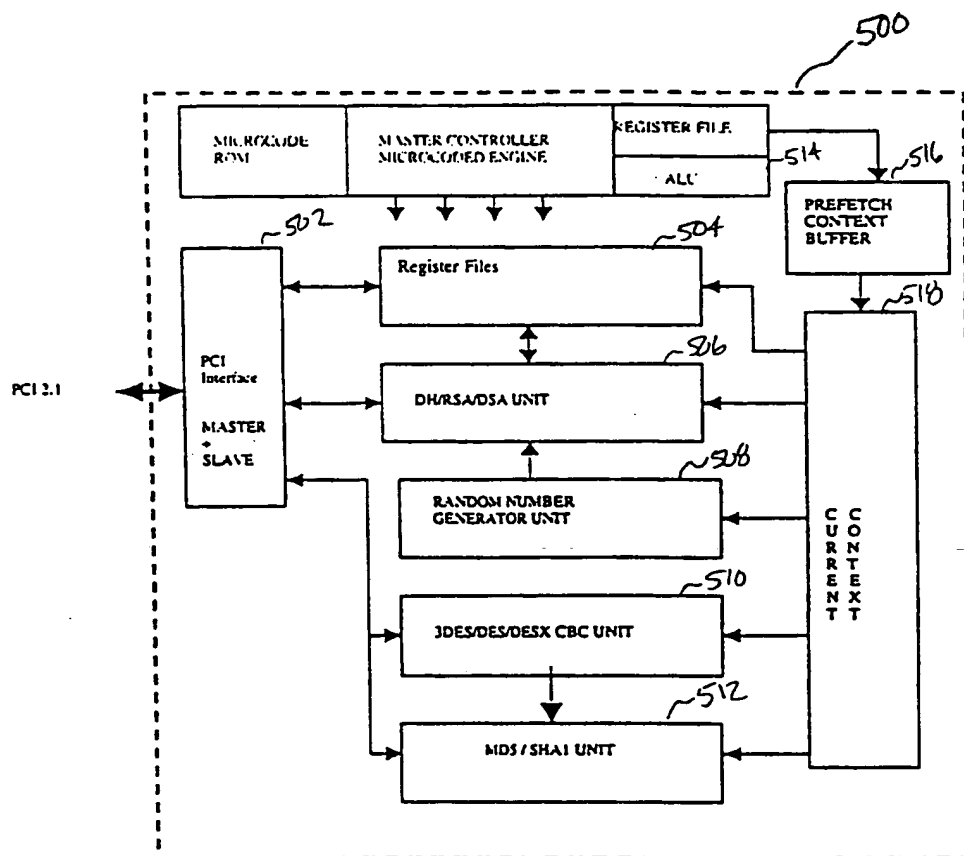 500
MICROCODE
ROM
MASTER CONTROLLER
MICROCODED ENGINE
REGISTER FILE
ALU
514
516
PREFETCH
CONTEXT
BUFFER
502
504
Register Files
518
506
PCI
Interface
MASTER
+
SLAVE
PCI 2.1
DH/RSA/DSA UNIT
508
RANDOM NUMBER
GENERATOR UNIT
CURRENT
CONTEXT
510
3DES/DES/DESX CBC UNIT
512
MD5 / SHA1 UNIT